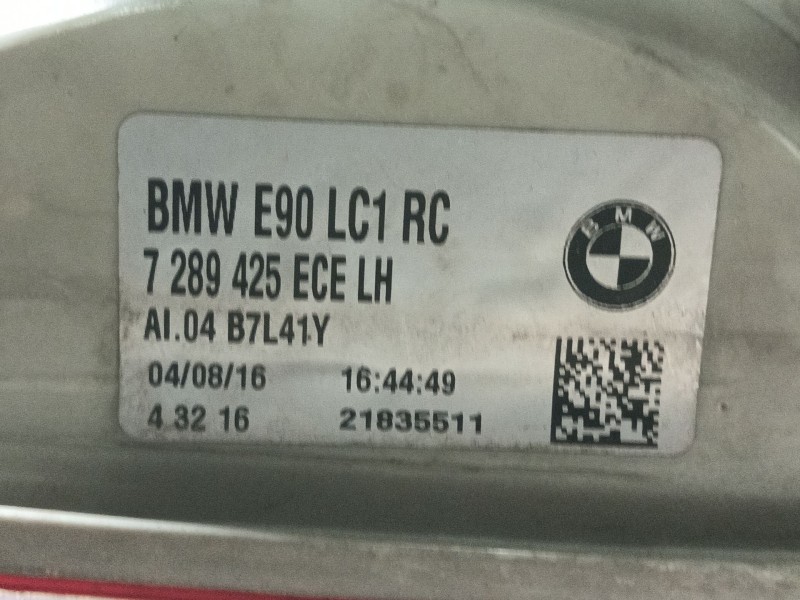 BMW E90 LC1 RC
BMW
7 289 425 ECE LH
AI.04 B7L41Y
04/08/16 16:44:49
4 32 16 21835511